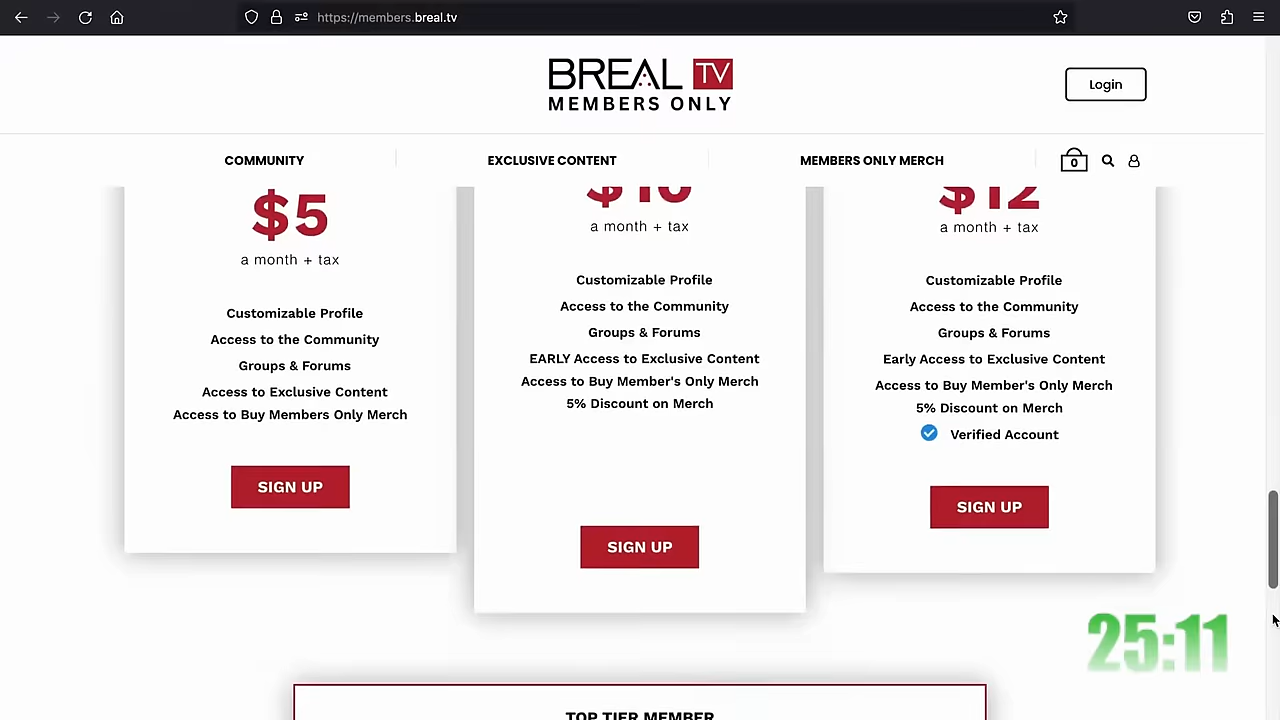 https://members.breal.tv
BREAL TV
MEMBERS ONLY
Login
COMMUNITY
EXCLUSIVE CONTENT
MEMBERS ONLY MERCH
0
$5
a month + tax
Customizable Profile
Access to the Community
Groups & Forums
Access to Exclusive Content
Access to Buy Members Only Merch
SIGN UP
$10
a month + tax
Customizable Profile
Access to the Community
Groups & Forums
EARLY Access to Exclusive Content
Access to Buy Member's Only Merch
5% Discount on Merch
SIGN UP
$12
a month + tax
Customizable Profile
Access to the Community
Groups & Forums
Early Access to Exclusive Content
Access to Buy Member's Only Merch
5% Discount on Merch
Verified Account
SIGN UP
25:11
TOP TIER MEMBER